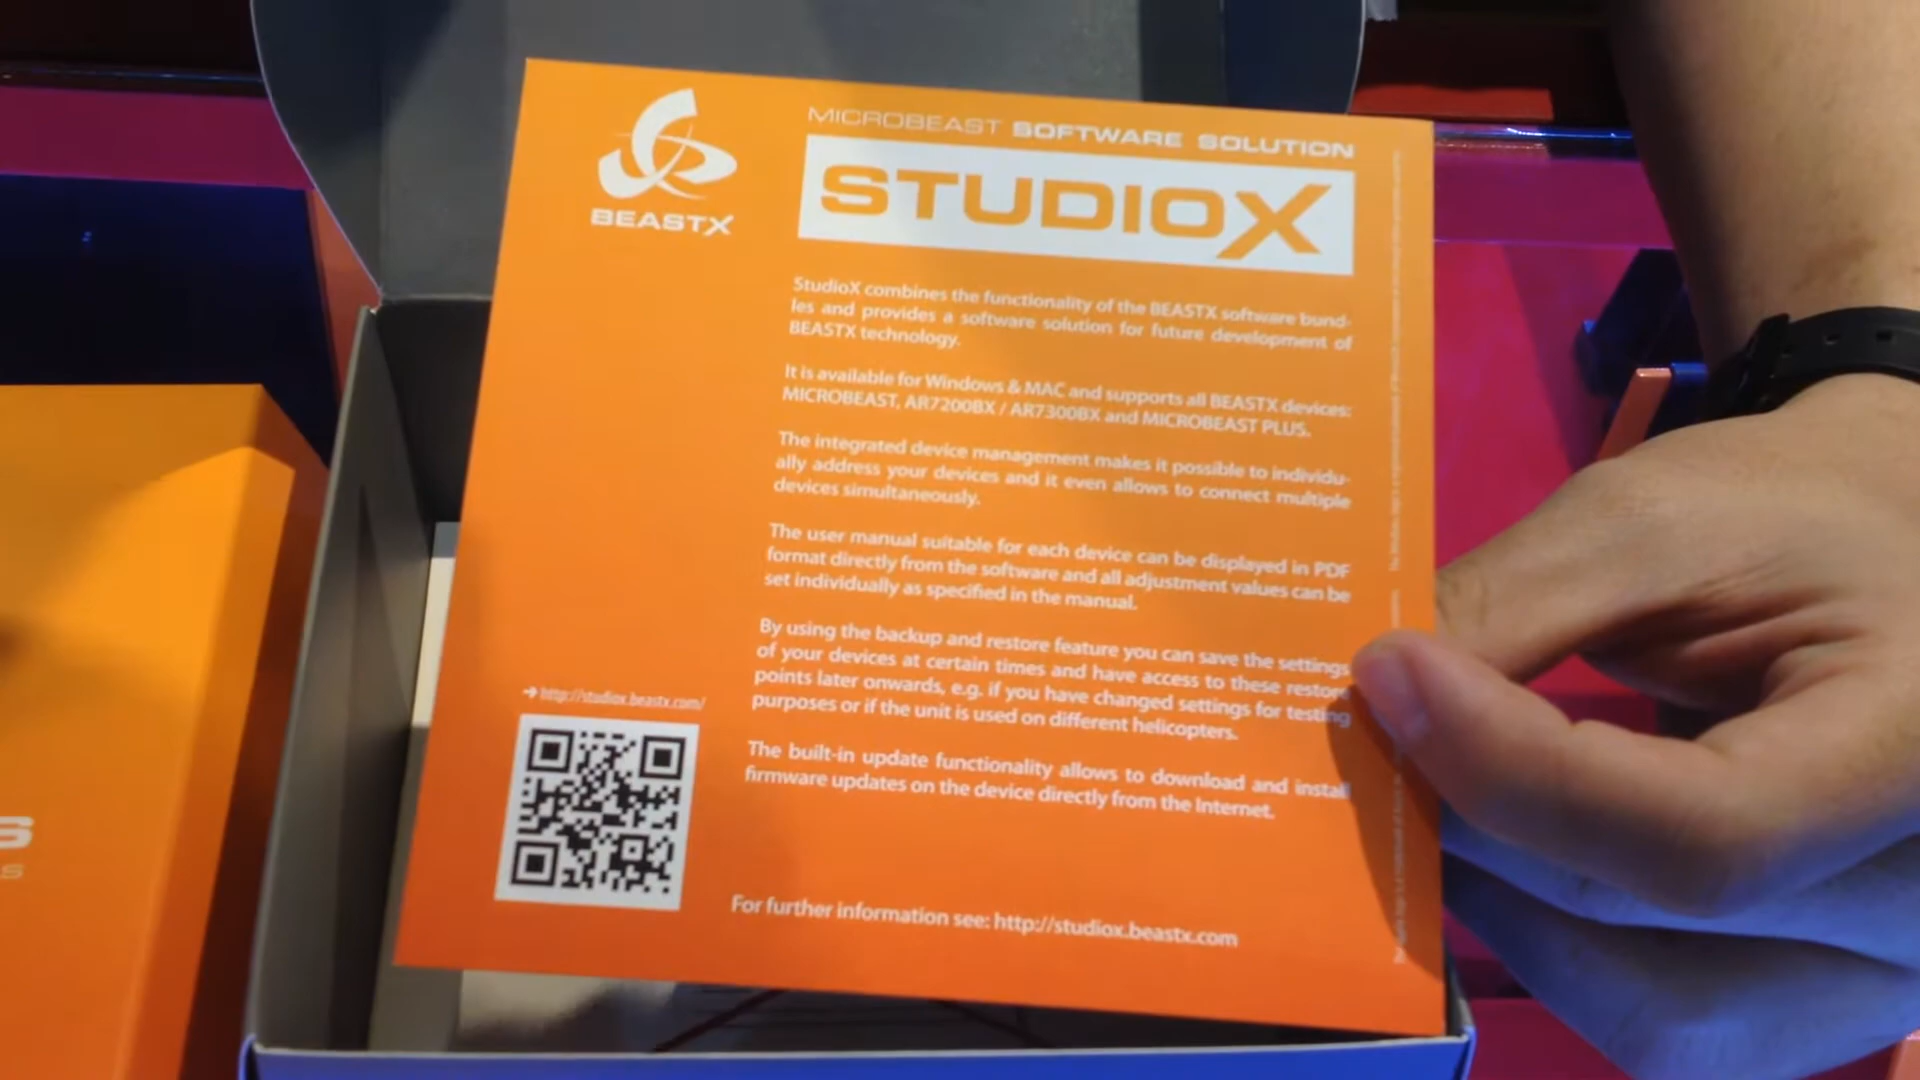 BEASTX
MICROBEAST SOFTWARE SOLUTION
STUDIOX
StudioX combines the functionality of the BEASTX software bund-
les and provides a software solution for future development of
BEASTX technology.
It is available for Windows & MAC and supports all BEASTX devices:
MICROBEAST, AR7200BX / AR7300BX and MICROBEAST PLUS.
The integrated device management makes it possible to individu-
ally address your devices and it even allows to connect multiple
devices simultaneously.
The user manual suitable for each device can be displayed in PDF
format directly from the software and all adjustment values can be
set individually as specified in the manual.
By using the backup and restore feature you can save the settings
of your devices at certain times and have access to these restore
points later onwards, e.g. if you have changed settings for testing
purposes or if the unit is used on different helicopters.
The built-in update functionality allows to download and install
firmware updates on the device directly from the Internet.
→ http://studiox.beastx.com/
For further information see: http://studiox.beastx.com
S
S